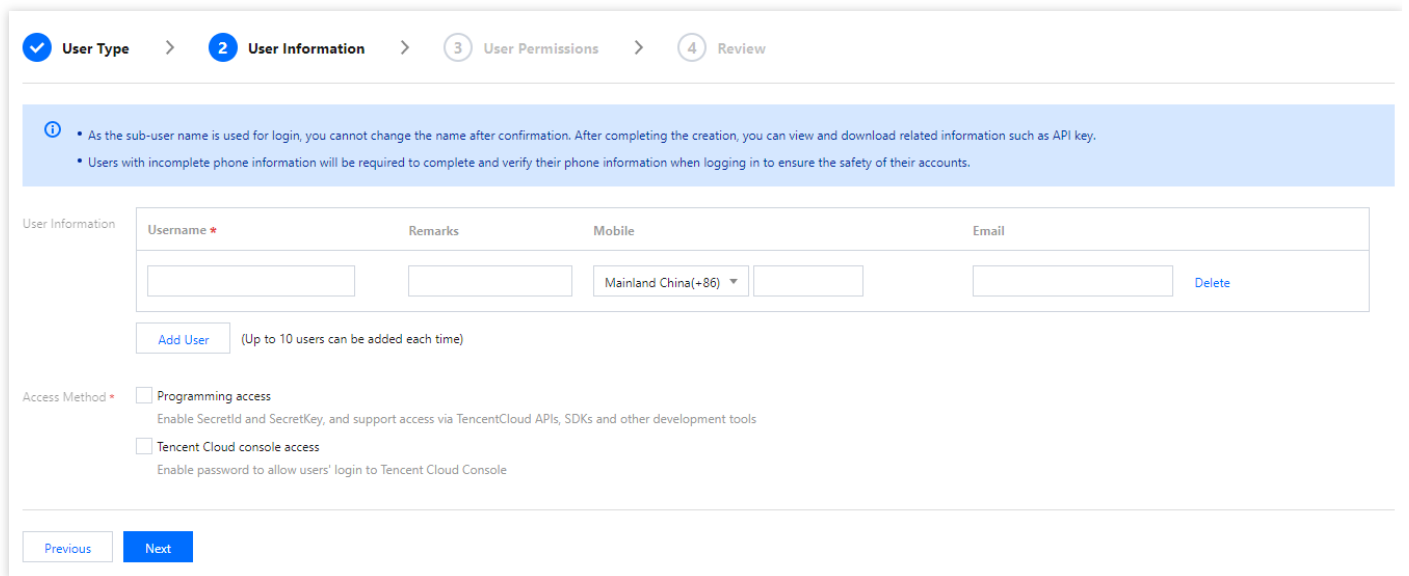 User Type > 2 User Information > 3 User Permissions > 4 Review
• As the sub-user name is used for login, you cannot change the name after confirmation. After completing the creation, you can view and download related information such as API key.
• Users with incomplete phone information will be required to complete and verify their phone information when logging in to ensure the safety of their accounts.
User Information
Username * Remarks Mobile Email
Mainland China(+86) Delete
Add User (Up to 10 users can be added each time)
Access Method * Programming access
Enable SecretId and SecretKey, and support access via TencentCloud APIs, SDKs and other development tools
Tencent Cloud console access
Enable password to allow users' login to Tencent Cloud Console
Previous Next